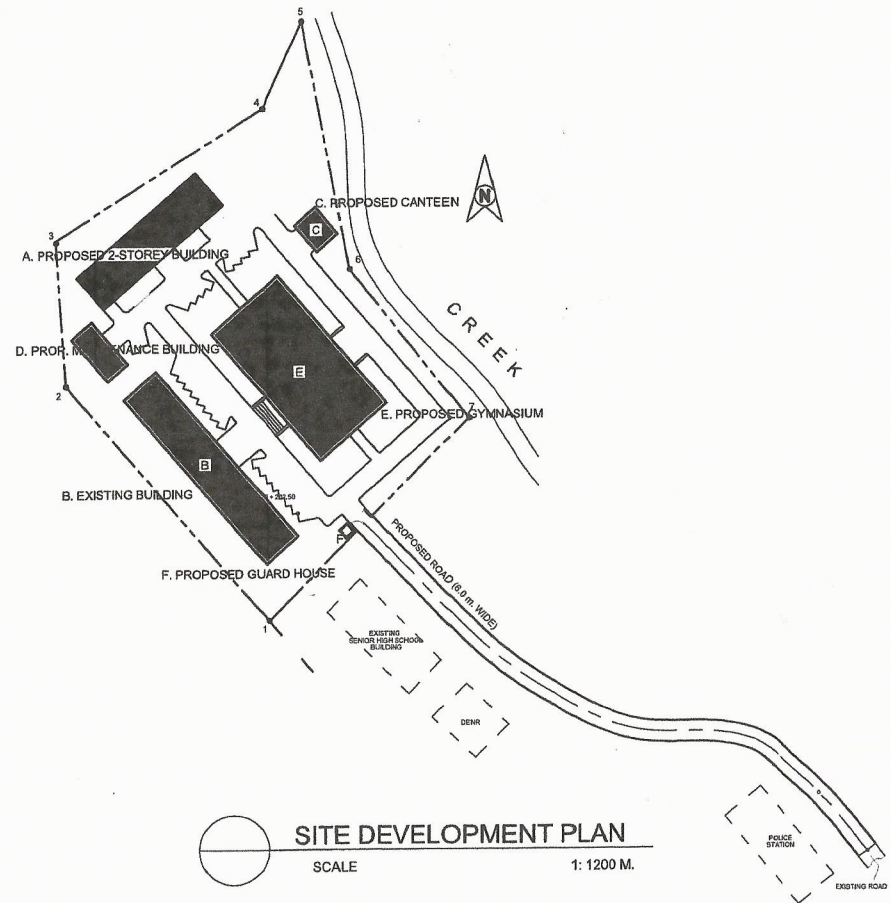 5
4
N
C. PROPOSED CANTEEN
C
3
A. PROPOSED 2-STOREY BUILDING
6
CREEK
D. PROP. MAINTENANCE BUILDING
E
2
7
E. PROPOSED GYMNASIUM
B
B. EXISTING BUILDING
F
PROPOSED ROAD (6.0 m. WIDE)
F. PROPOSED GUARD HOUSE
1
EXISTING
SENIOR HIGH SCHOOL
BUILDING
DENR
SITE DEVELOPMENT PLAN
SCALE 1: 1200 M.
POLICE
STATION
EXISTING ROAD